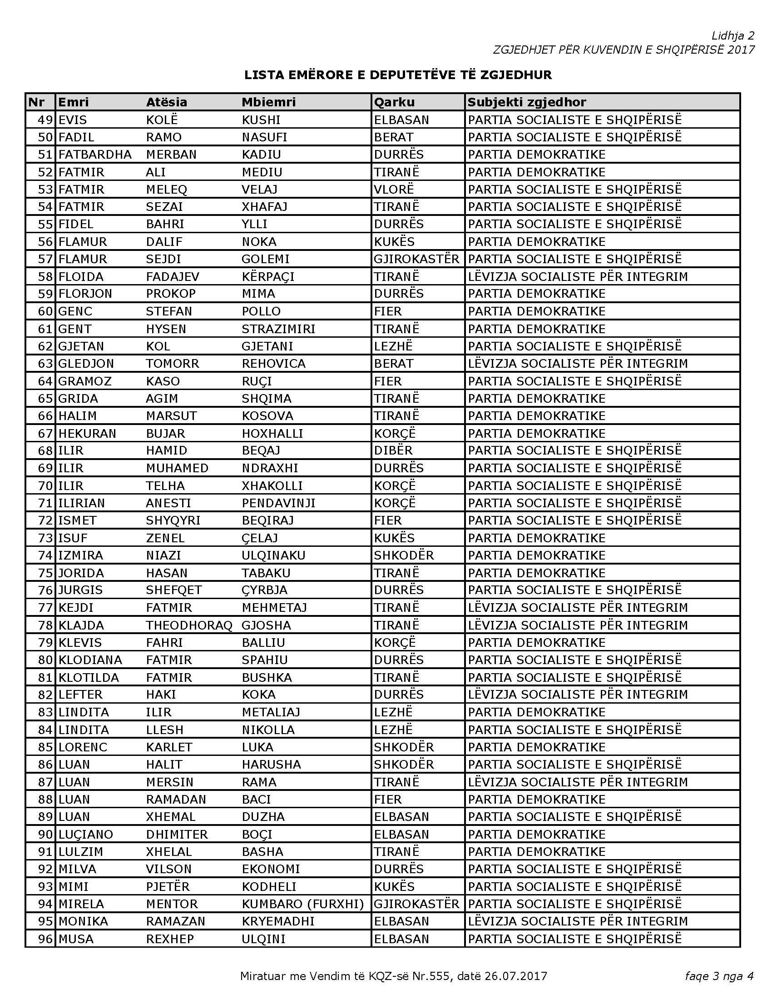 Lidhja 2
ZGJEDHJET PËR KUVENDIN E SHQIPËRISË 2017
LISTA EMËRORE E DEPUTETËVE TË ZGJEDHUR
Nr Emri Atësia Mbiemri Qarku Subjekti zgjedhor
49 EVIS KOLË KUSHI ELBASAN PARTIA SOCIALISTE E SHQIPËRISË
50 FADIL RAMO NASUFI BERAT PARTIA SOCIALISTE E SHQIPËRISË
51 FATBARDHA MERBAN KADIU DURRËS PARTIA DEMOKRATIKE
52 FATMIR ALI MEDIU TIRANË PARTIA DEMOKRATIKE
53 FATMIR MELEQ VELAJ VLORË PARTIA SOCIALISTE E SHQIPËRISË
54 FATMIR SEZAI XHAFAJ TIRANË PARTIA SOCIALISTE E SHQIPËRISË
55 FIDEL BAHRI YLLI DURRËS PARTIA SOCIALISTE E SHQIPËRISË
56 FLAMUR DALIF NOKA KUKËS PARTIA DEMOKRATIKE
57 FLAMUR SEJDI GOLEMI GJIROKASTËR PARTIA SOCIALISTE E SHQIPËRISË
58 FLOIDA FADAJEV KËRPAÇI TIRANË LËVIZJA SOCIALISTE PËR INTEGRIM
59 FLORJON PROKOP MIMA DURRËS PARTIA DEMOKRATIKE
60 GENC STEFAN POLLO FIER PARTIA DEMOKRATIKE
61 GENT HYSEN STRAZIMIRI TIRANË PARTIA DEMOKRATIKE
62 GJETAN KOL GJETANI LEZHË PARTIA SOCIALISTE E SHQIPËRISË
63 GLEDJON TOMORR REHOVICA BERAT LËVIZJA SOCIALISTE PËR INTEGRIM
64 GRAMOZ KASO RUÇI FIER PARTIA SOCIALISTE E SHQIPËRISË
65 GRIDA AGIM SHQIMA TIRANË PARTIA DEMOKRATIKE
66 HALIM MARSUT KOSOVA TIRANË PARTIA DEMOKRATIKE
67 HEKURAN BUJAR HOXHALLI KORÇË PARTIA DEMOKRATIKE
68 ILIR HAMID BEQAJ DIBËR PARTIA SOCIALISTE E SHQIPËRISË
69 ILIR MUHAMED NDRAXHI DURRËS PARTIA SOCIALISTE E SHQIPËRISË
70 ILIR TELHA XHAKOLLI KORÇË PARTIA SOCIALISTE E SHQIPËRISË
71 ILIRIAN ANESTI PENDAVINJI KORÇË PARTIA SOCIALISTE E SHQIPËRISË
72 ISMET SHYQYRI BEQIRAJ FIER PARTIA SOCIALISTE E SHQIPËRISË
73 ISUF ZENEL ÇELAJ KUKËS PARTIA DEMOKRATIKE
74 IZMIRA NIAZI ULQINAKU SHKODËR PARTIA DEMOKRATIKE
75 JORIDA HASAN TABAKU TIRANË PARTIA DEMOKRATIKE
76 JURGIS SHEFQET ÇYRBJA DURRËS PARTIA SOCIALISTE E SHQIPËRISË
77 KEJDI FATMIR MEHMETAJ TIRANË LËVIZJA SOCIALISTE PËR INTEGRIM
78 KLAJDA THEODHORAQ GJOSHA TIRANË LËVIZJA SOCIALISTE PËR INTEGRIM
79 KLEVIS FAHRI BALLIU KORÇË PARTIA DEMOKRATIKE
80 KLODIANA FATMIR SPAHIU DURRËS PARTIA SOCIALISTE E SHQIPËRISË
81 KLOTILDA FATMIR BUSHKA TIRANË PARTIA SOCIALISTE E SHQIPËRISË
82 LEFTER HAKI KOKA DURRËS LËVIZJA SOCIALISTE PËR INTEGRIM
83 LINDITA ILIR METALIAJ LEZHË PARTIA DEMOKRATIKE
84 LINDITA LLESH NIKOLLA LEZHË PARTIA SOCIALISTE E SHQIPËRISË
85 LORENC KARLET LUKA SHKODËR PARTIA DEMOKRATIKE
86 LUAN HALIT HARUSHA SHKODËR PARTIA SOCIALISTE E SHQIPËRISË
87 LUAN MERSIN RAMA TIRANË LËVIZJA SOCIALISTE PËR INTEGRIM
88 LUAN RAMADAN BACI FIER PARTIA DEMOKRATIKE
89 LUAN XHEMAL DUZHA ELBASAN PARTIA SOCIALISTE E SHQIPËRISË
90 LUÇIANO DHIMITER BOÇI ELBASAN PARTIA DEMOKRATIKE
91 LULZIM XHELAL BASHA TIRANË PARTIA DEMOKRATIKE
92 MILVA VILSON EKONOMI DURRËS PARTIA SOCIALISTE E SHQIPËRISË
93 MIMI PJETËR KODHELI KUKËS PARTIA SOCIALISTE E SHQIPËRISË
94 MIRELA MENTOR KUMBARO (FURXHI) GJIROKASTËR PARTIA SOCIALISTE E SHQIPËRISË
95 MONIKA RAMAZAN KRYEMADHI ELBASAN LËVIZJA SOCIALISTE PËR INTEGRIM
96 MUSA REXHEP ULQINI ELBASAN PARTIA SOCIALISTE E SHQIPËRISË
Miratuar me Vendim të KQZ-së Nr.555, datë 26.07.2017
faqe 3 nga 4